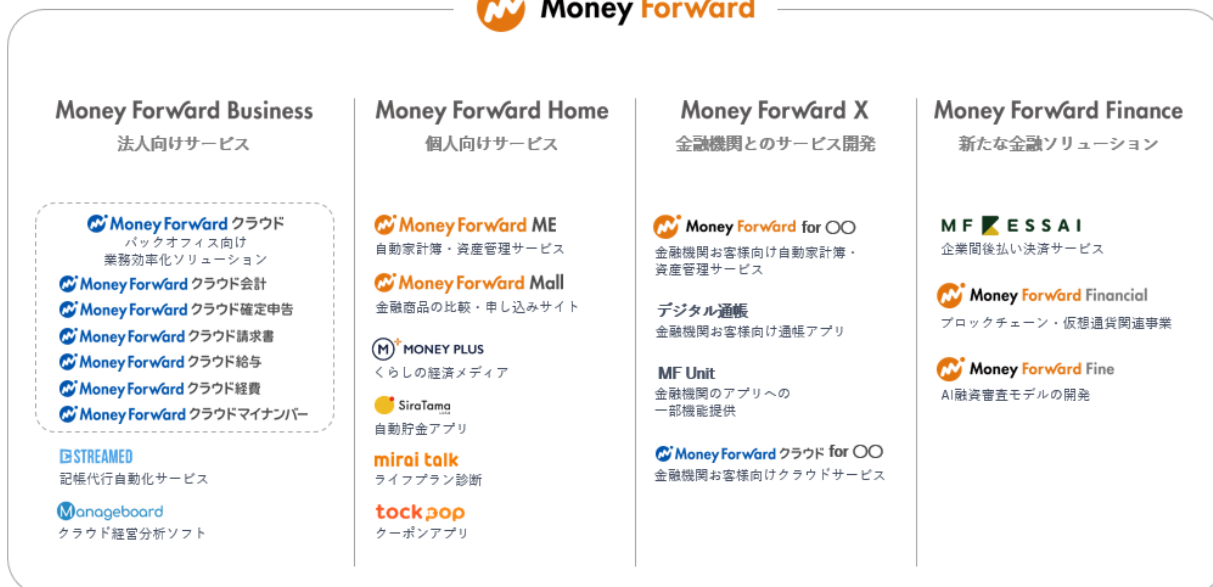 Money Forward
Money Forward Business
法人向けサービス
Money Forward クラウド
バックオフィス向け
業務効率化ソリューション
Money Forward クラウド会計
Money Forward クラウド確定申告
Money Forward クラウド請求書
Money Forward クラウド給与
Money Forward クラウド経費
Money Forward クラウドマイナンバー
STREAMED
記帳代行自動化サービス
Manageboard
クラウド経営分析ソフト
Money Forward Home
個人向けサービス
Money Forward ME
自動家計簿・資産管理サービス
Money Forward Mall
金融商品の比較・申し込みサイト
M+ MONEY PLUS
くらしの経済メディア
SiraTama
自動貯金アプリ
mirai talk
ライフプラン診断
tock pop
クーポンアプリ
Money Forward X
金融機関とのサービス開発
Money Forward for 〇〇
金融機関お客様向け自動家計簿・
資産管理サービス
デジタル通帳
金融機関お客様向け通帳アプリ
MF Unit
金融機関のアプリへの
一部機能提供
Money Forward クラウド for 〇〇
金融機関お客様向けクラウドサービス
Money Forward Finance
新たな金融ソリューション
MF KESSAI
企業間後払い決済サービス
Money Forward Financial
ブロックチェーン・仮想通貨関連事業
Money Forward Fine
AI融資審査モデルの開発